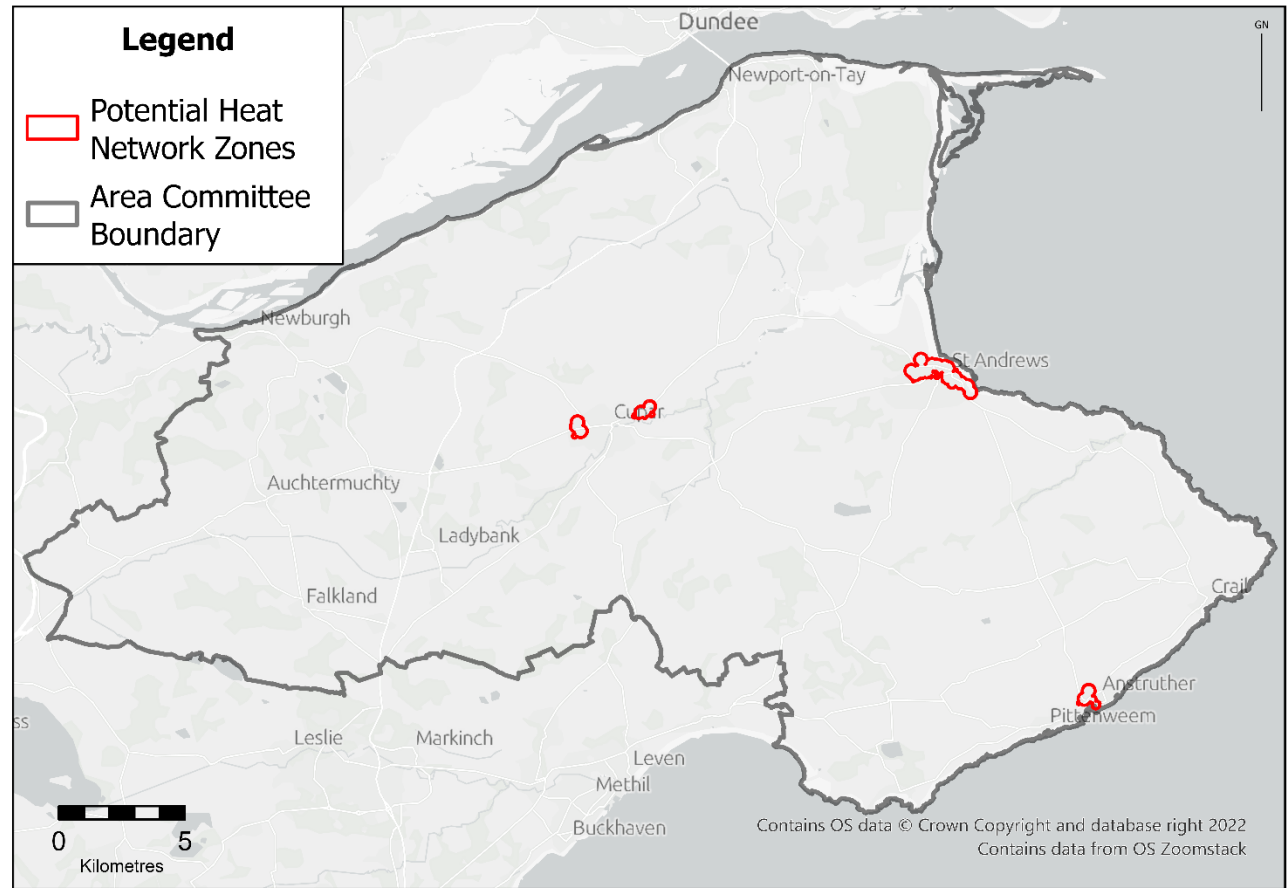 Legend
Potential Heat
Network Zones
Area Committee
Boundary
GN
Dundee
Newport-on-Tay
Newburgh
St Andrews
Cupar
Auchtermuchty
Ladybank
Falkland
Crail
Anstruther
Pittenweem
ss
Leslie
Markinch
Leven
Methil
Buckhaven
0 5
Kilometres
Contains OS data © Crown Copyright and database right 2022
Contains data from OS Zoomstack